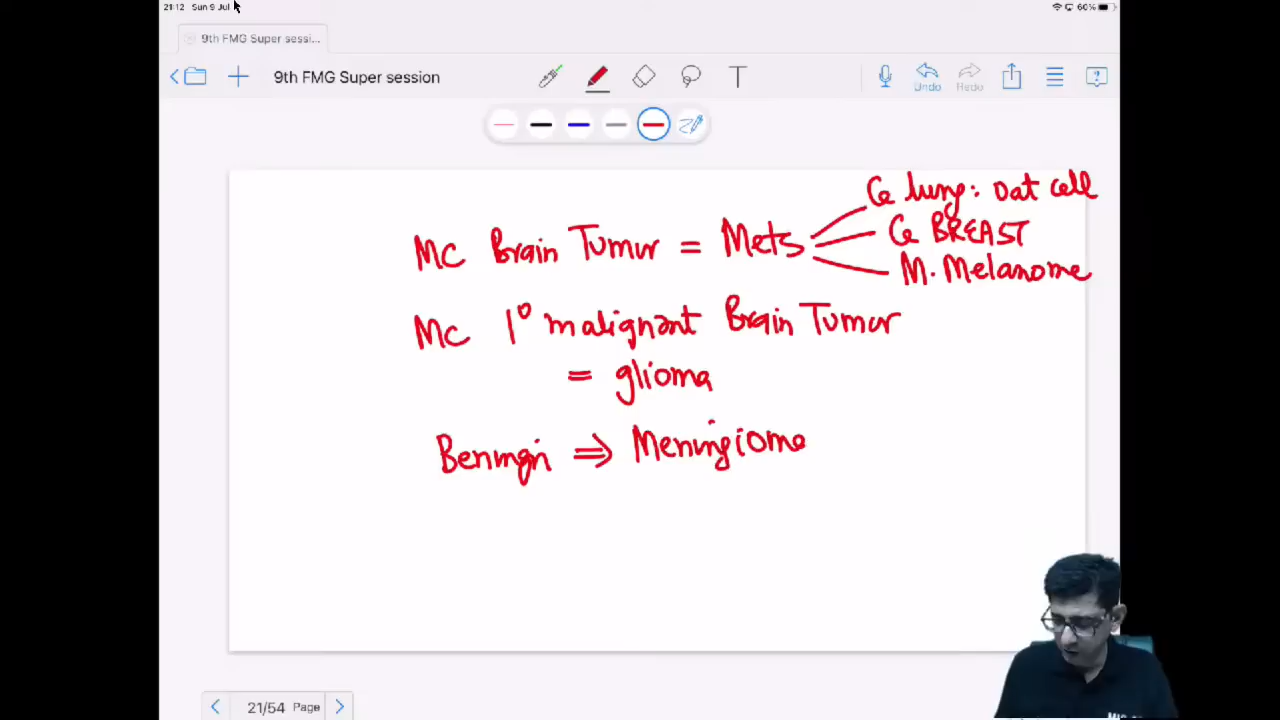 21:12 Sun 9 Jul
60%
9th FMG Super sessi...
9th FMG Super session
T
Undo
Redo
Ca lung: oat cell
MC Brain Tumor = Mets
Ca BREAST
M. Melanoma
MC 1° malignant Brain Tumor
= glioma
Beningn ⇒ Meningioma
21/54 Page